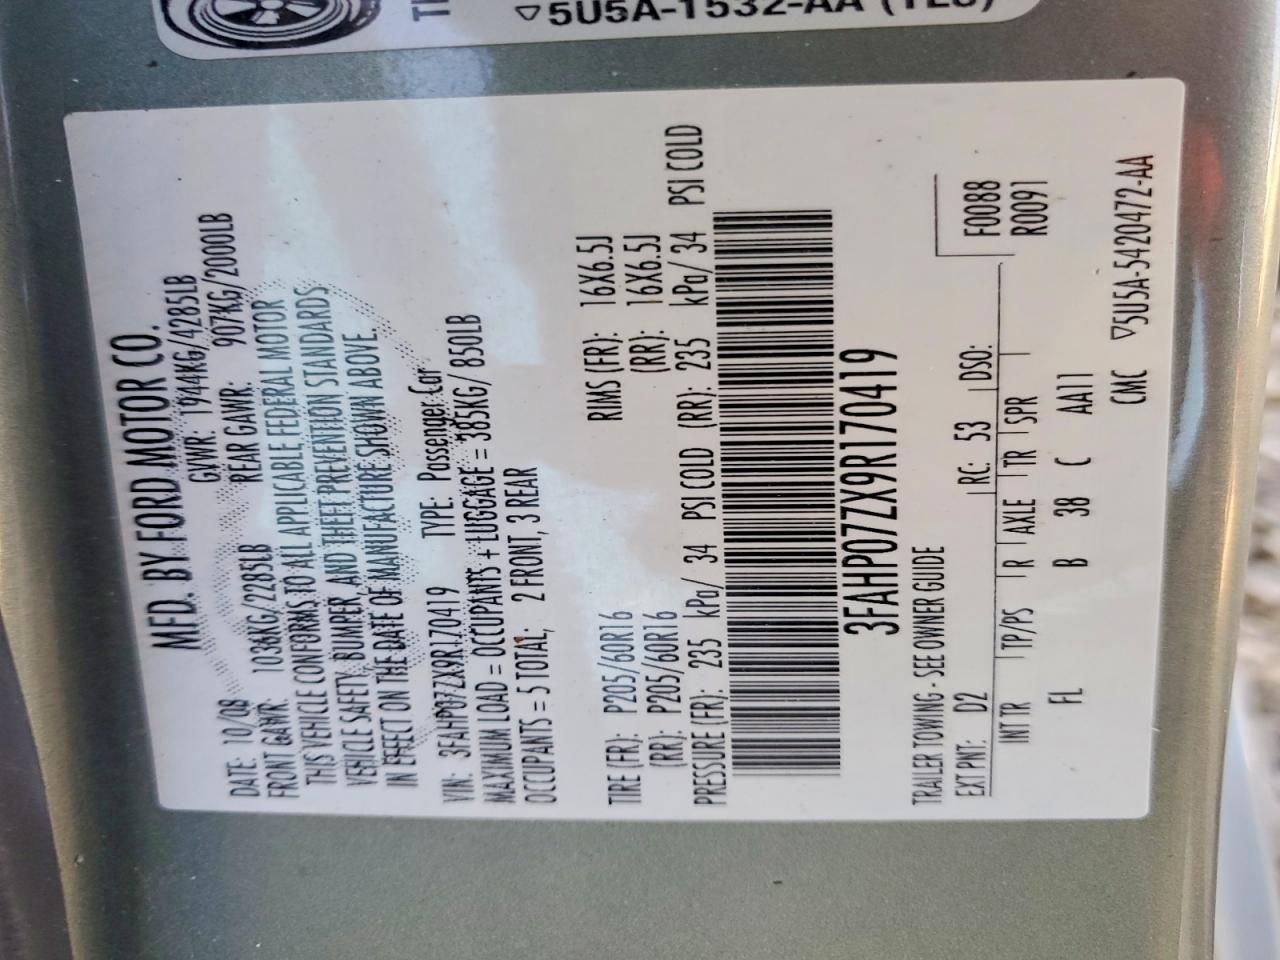 ▽5U5A-1532-AA
MFD. BY FORD MOTOR CO.
DATE: 10/08 GVWR: 1944KG/4285LB
FRONT GAWR: 1036KG/2285LB REAR GAWR: 907KG/2000LB
THIS VEHICLE CONFORMS TO ALL APPLICABLE FEDERAL MOTOR
VEHICLE SAFETY, BUMPER, AND THEFT PREVENTION STANDARDS
IN EFFECT ON THE DATE OF MANUFACTURE SHOWN ABOVE.
VIN: 3FAHP07ZX9R170419 TYPE: Passenger Car
MAXIMUM LOAD = OCCUPANTS + LUGGAGE = 385KG/ 850LB
OCCUPANTS = 5 TOTAL; 2 FRONT, 3 REAR
TIRE (FR): P205/60R16 RIMS (FR): 16X6.5J
(RR): P205/60R16 (RR): 16X6.5J
PRESSURE (FR): 235 kPa/ 34 PSI COLD (RR): 235 kPa/ 34 PSI COLD
3FAHP07ZX9R170419
TRAILER TOWING - SEE OWNER GUIDE
EXT PNT: D2 RC: 53 DSO: F0088
INT TR TP/PS R AXLE TR SPR R0091
FL B 38 C AA11
CMC ▽5U5A-5420472-AA